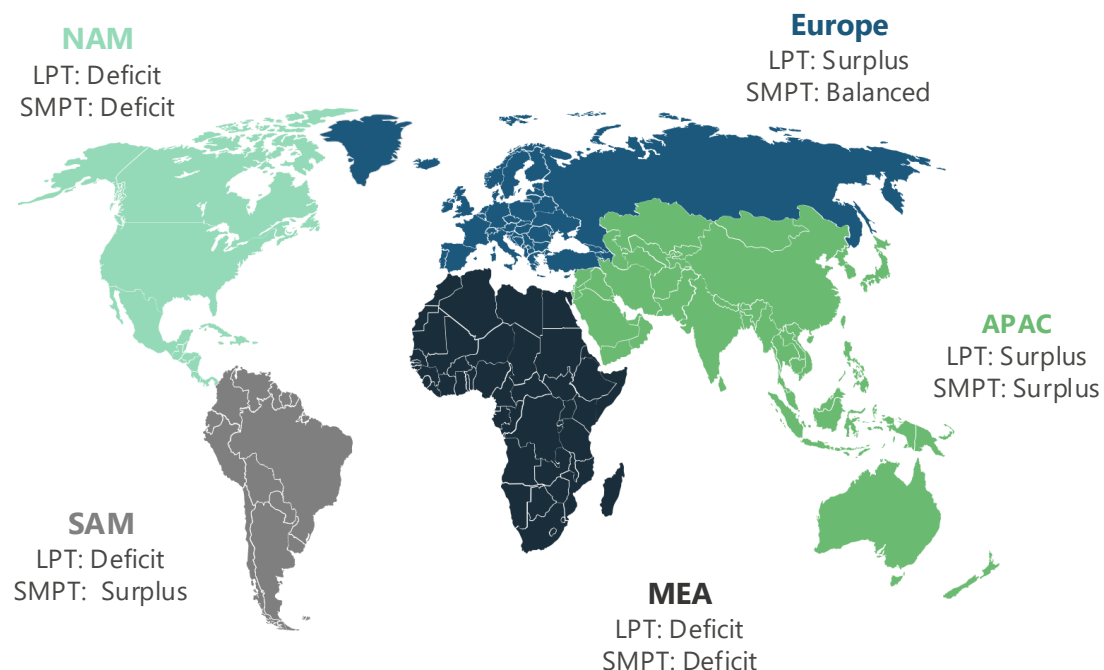 NAM
LPT: Deficit
SMPT: Deficit
Europe
LPT: Surplus
SMPT: Balanced
APAC
LPT: Surplus
SMPT: Surplus
SAM
LPT: Deficit
SMPT: Surplus
MEA
LPT: Deficit
SMPT: Deficit